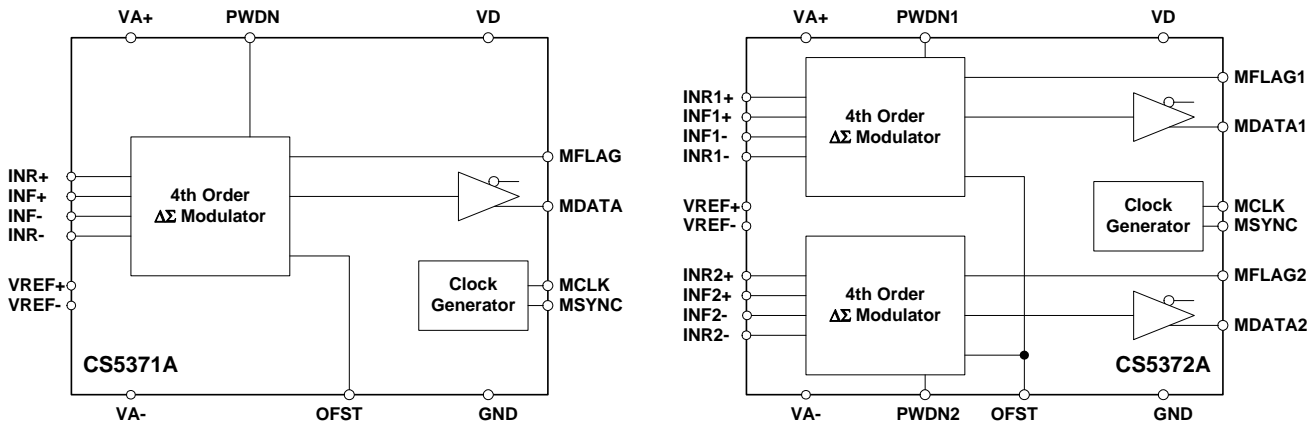 VA+
PWDN
VD
INR+
INF+
INF-
INR-
VREF+
VREF-
4th Order
ΔΣ Modulator
MFLAG
MDATA
Clock
Generator
MCLK
MSYNC
CS5371A
VA-
OFST
GND
VA+
PWDN1
VD
INR1+
INF1+
INF1-
INR1-
VREF+
VREF-
INR2+
INF2+
INF2-
INR2-
4th Order
ΔΣ Modulator
4th Order
ΔΣ Modulator
MFLAG1
MDATA1
Clock
Generator
MCLK
MSYNC
MFLAG2
MDATA2
CS5372A
VA-
PWDN2
OFST
GND